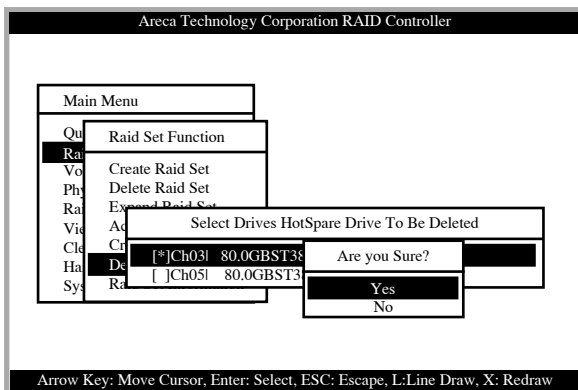 Areca Technology Corporation RAID Controller
Main Menu
Qu
Rai
Vo
Phy
Ra
Vie
Cle
Ha
Sys
Raid Set Function
Create Raid Set
Delete Raid Set
Expand Raid Set
Ac
Cr
De
Select Drives HotSpare Drive To Be Deleted
[*]Ch03| 80.0GBST38
[ ]Ch05| 80.0GBST3
Are you Sure?
Yes
No
Arrow Key: Move Cursor, Enter: Select, ESC: Escape, L:Line Draw, X: Redraw